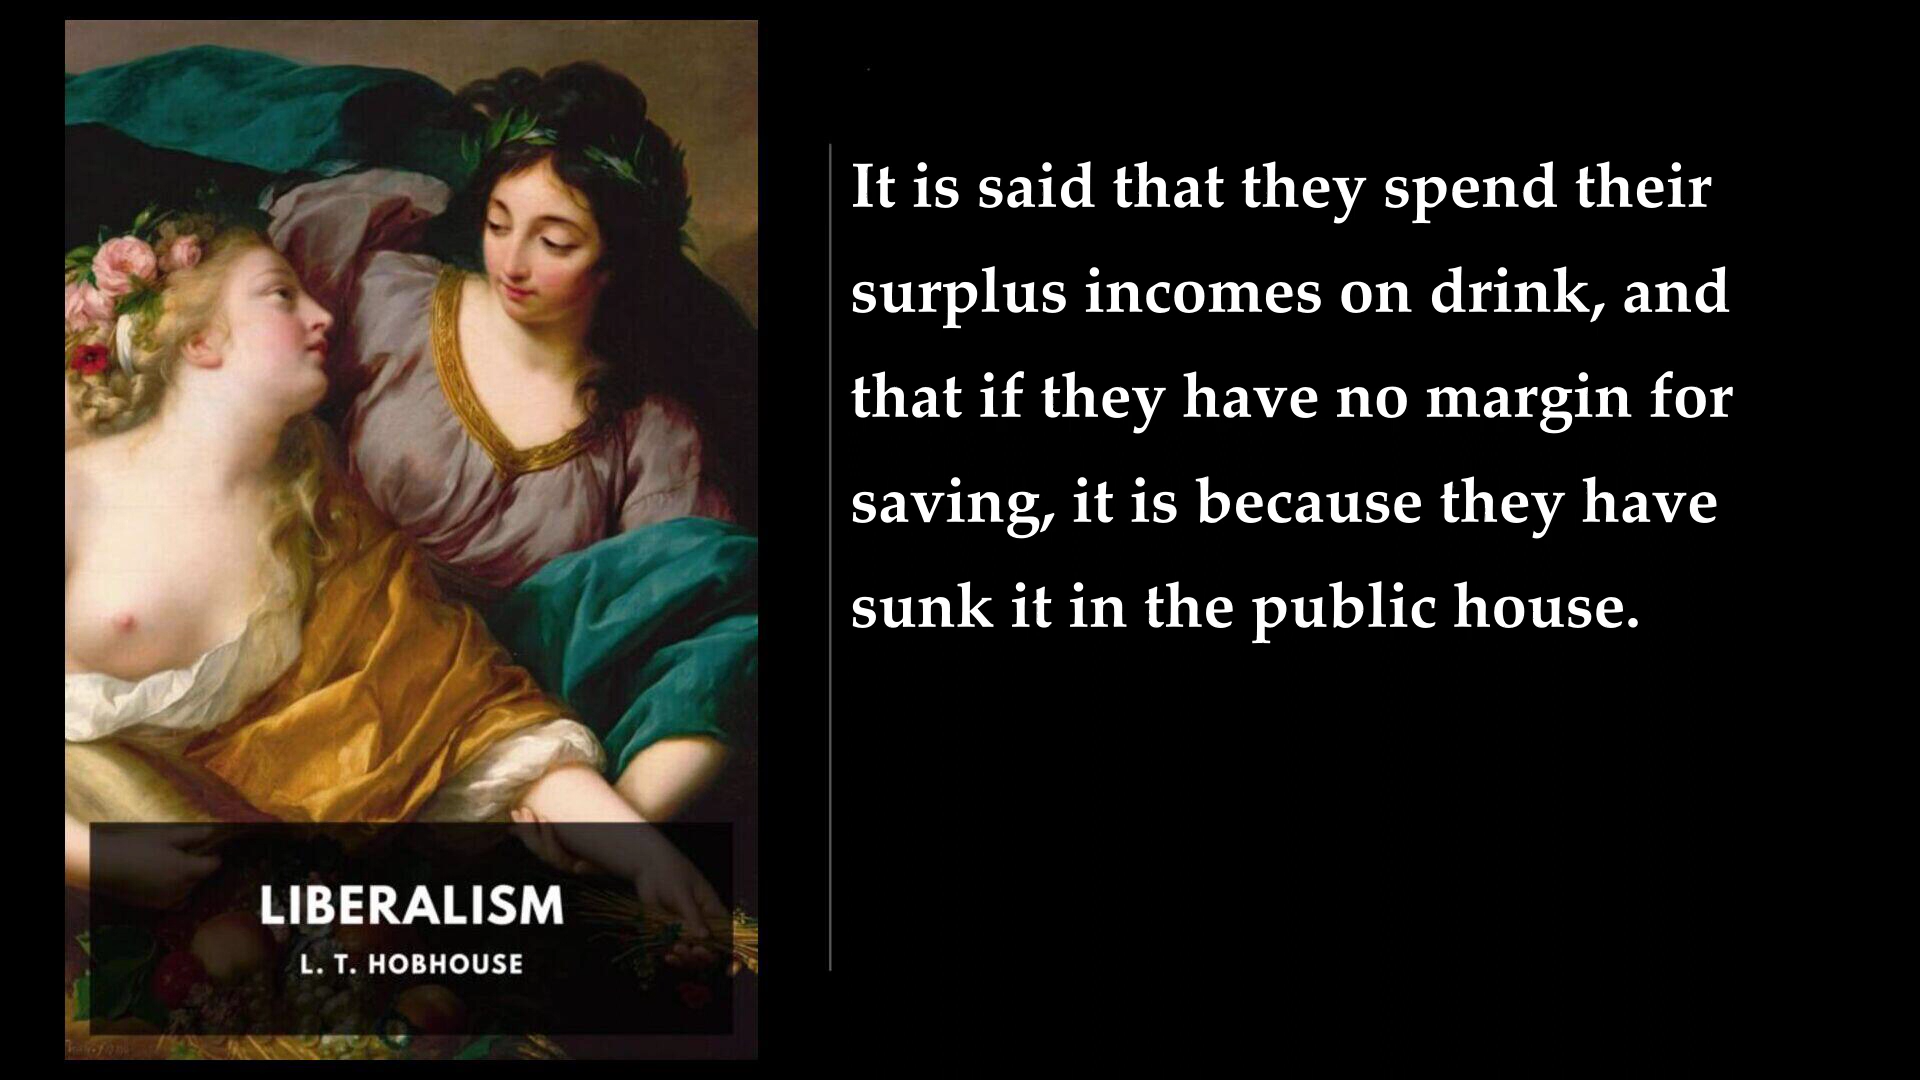 It is said that they spend their
surplus incomes on drink, and
that if they have no margin for
saving, it is because they have
sunk it in the public house.
LIBERALISM
L. T. HOBHOUSE